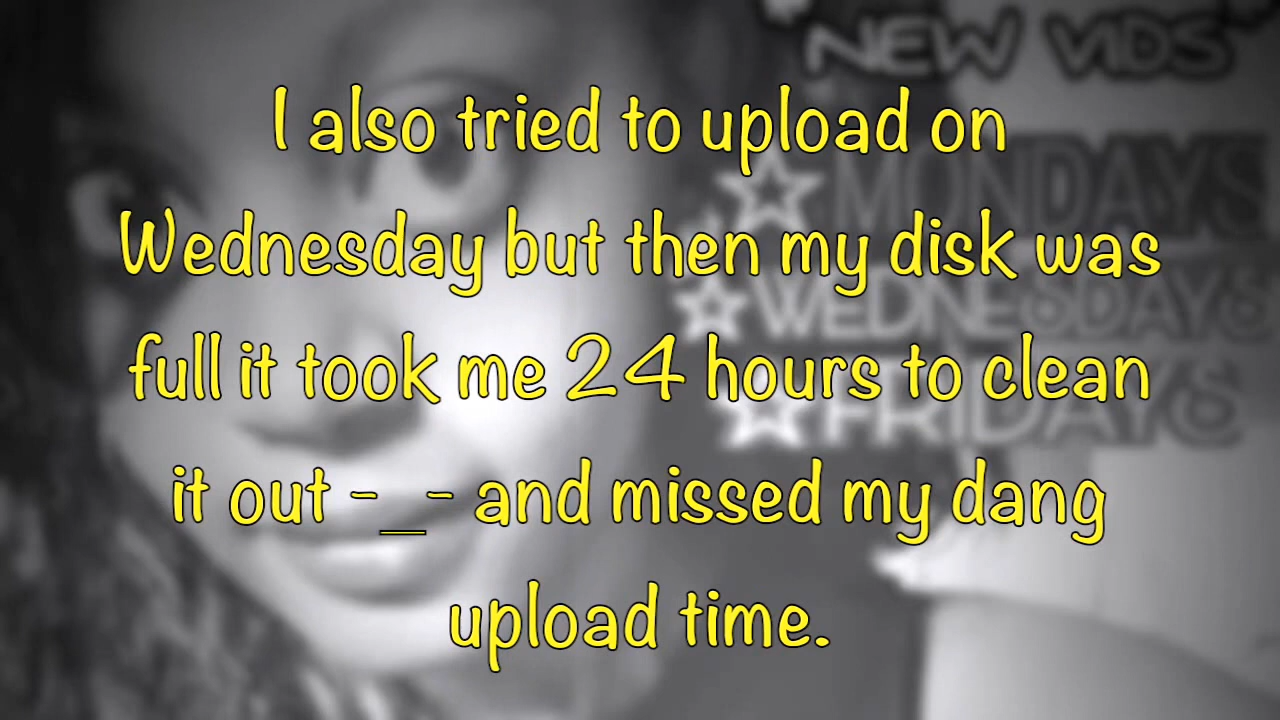 "NEW VIDS"
☆ MONDAYS
☆ WEDNESDAYS
☆ FRIDAYS
I also tried to upload on
Wednesday but then my disk was
full it took me 24 hours to clean
it out -_- and missed my dang
upload time.